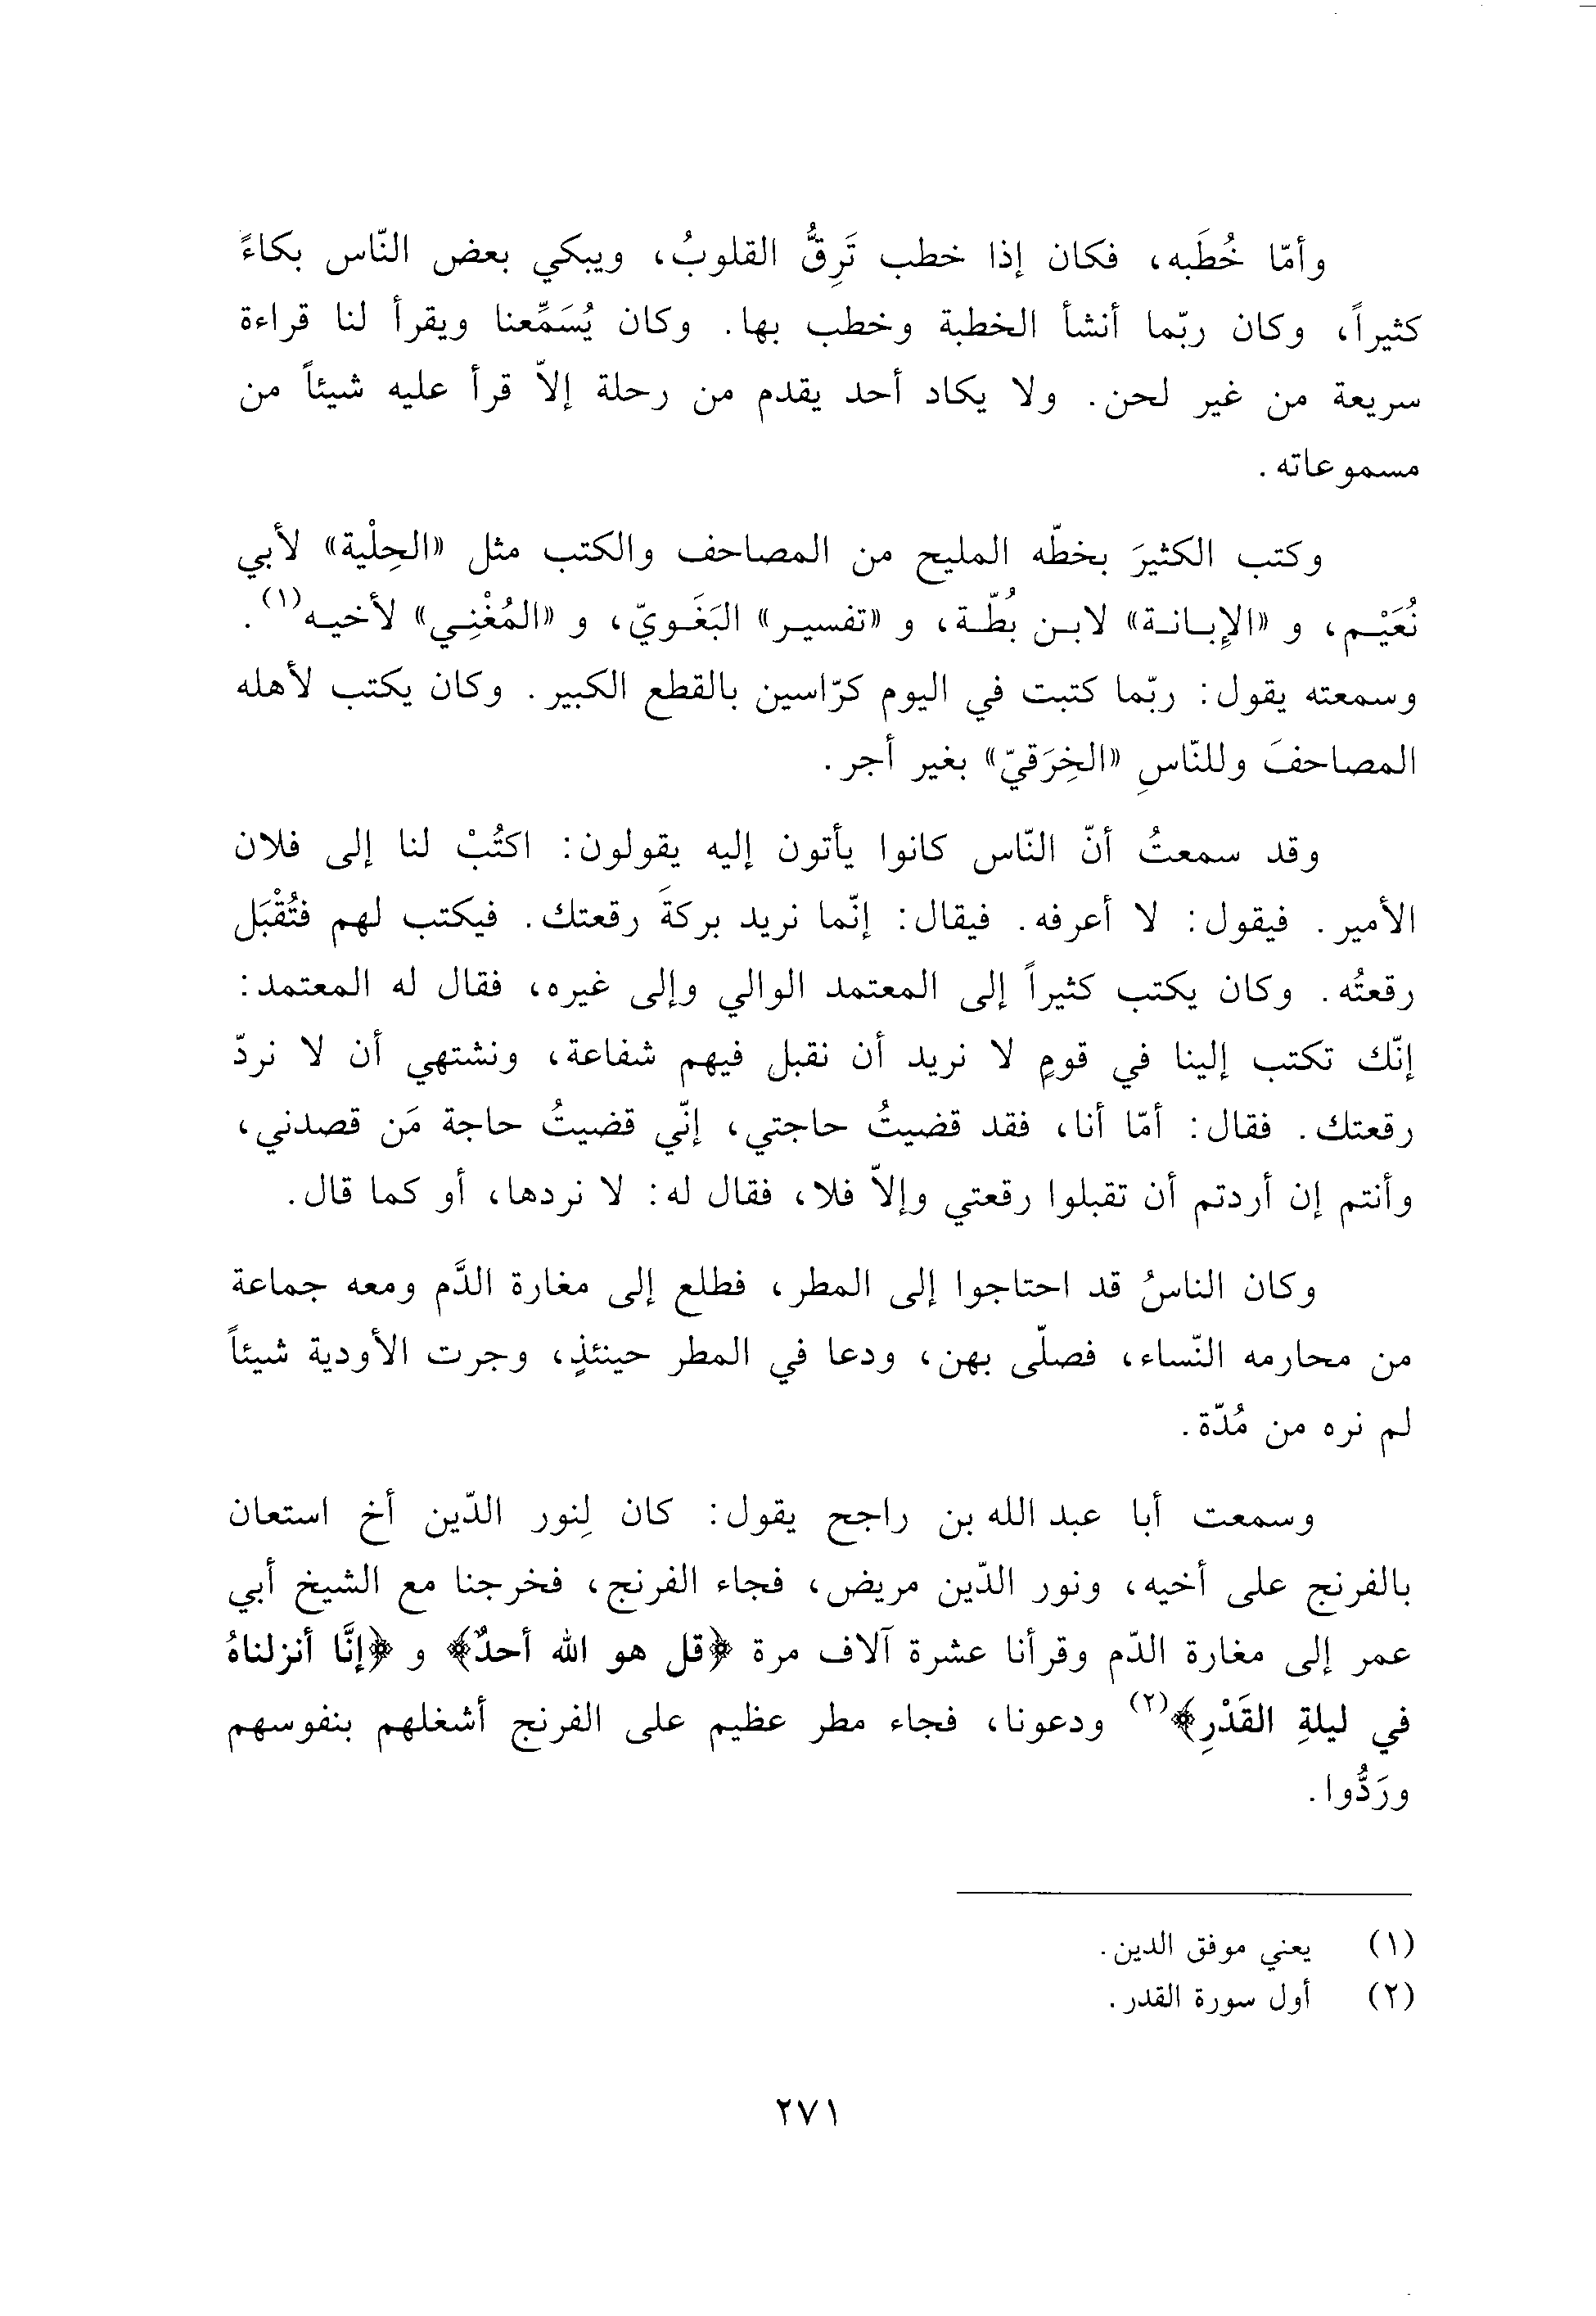 وأمّا خُطَبه، فكان إذا خطب تَرِقُّ القلوبُ، ويبكي بعض النّاس بكاءً
كثيراً، وكان ربّما أنشأ الخطبة وخطب بها. وكان يُسَمِّعنا ويقرأ لنا قراءة
سريعة من غير لحن. ولا يكاد أحد يقدم من رحلة إلاّ قرأ عليه شيئاً من
مسموعاته.
وكتب الكثيرَ بخطّه المليح من المصاحف والكتب مثل «الحِلْية» لأبي
نُعَيْم، و «الإبانة» لابن بُطّة، و «تفسير» البَغَويّ، و «المُغْنِي» لأخيه(١).
وسمعته يقول: ربّما كتبت في اليوم كرّاسين بالقطع الكبير. وكان يكتب لأهله
المصاحفَ وللنّاسِ «الخِرَقيّ» بغير أجر.
وقد سمعتُ أنّ النّاس كانوا يأتون إليه يقولون: اكتُبْ لنا إلى فلان
الأمير. فيقول: لا أعرفه. فيقال: إنّما نريد بركةَ رقعتك. فيكتب لهم فتُقْبَل
رقعتُه. وكان يكتب كثيراً إلى المعتمد الوالي وإلى غيره، فقال له المعتمد:
إنّك تكتب إلينا في قومٍ لا نريد أن نقبل فيهم شفاعة، ونشتهي أن لا نردّ
رقعتك. فقال: أمّا أنا، فقد قضيتُ حاجتي، إنّي قضيتُ حاجة مَن قصدني،
وأنتم إن أردتم أن تقبلوا رقعتي وإلاّ فلا، فقال له: لا نردها، أو كما قال.
وكان الناسُ قد احتاجوا إلى المطر، فطلع إلى مغارة الدَّم ومعه جماعة
من محارمه النّساء، فصلّى بهن، ودعا في المطر حينئذٍ، وجرت الأودية شيئاً
لم نره من مُدّة.
وسمعت أبا عبد الله بن راجح يقول: كان لِنور الدّين أخ استعان
بالفرنج على أخيه، ونور الدّين مريض، فجاء الفرنج، فخرجنا مع الشيخ أبي
عمر إلى مغارة الدّم وقرأنا عشرة آلاف مرة ﴿قل هو الله أحدٌ﴾ و ﴿إنَّا أنزلناهُ
في ليلةِ القَدْرِ﴾(٢) ودعونا، فجاء مطر عظيم على الفرنج أشغلهم بنفوسهم
ورَدُّوا.
(١) يعني موفق الدين.
(٢) أول سورة القدر.
٢٧١